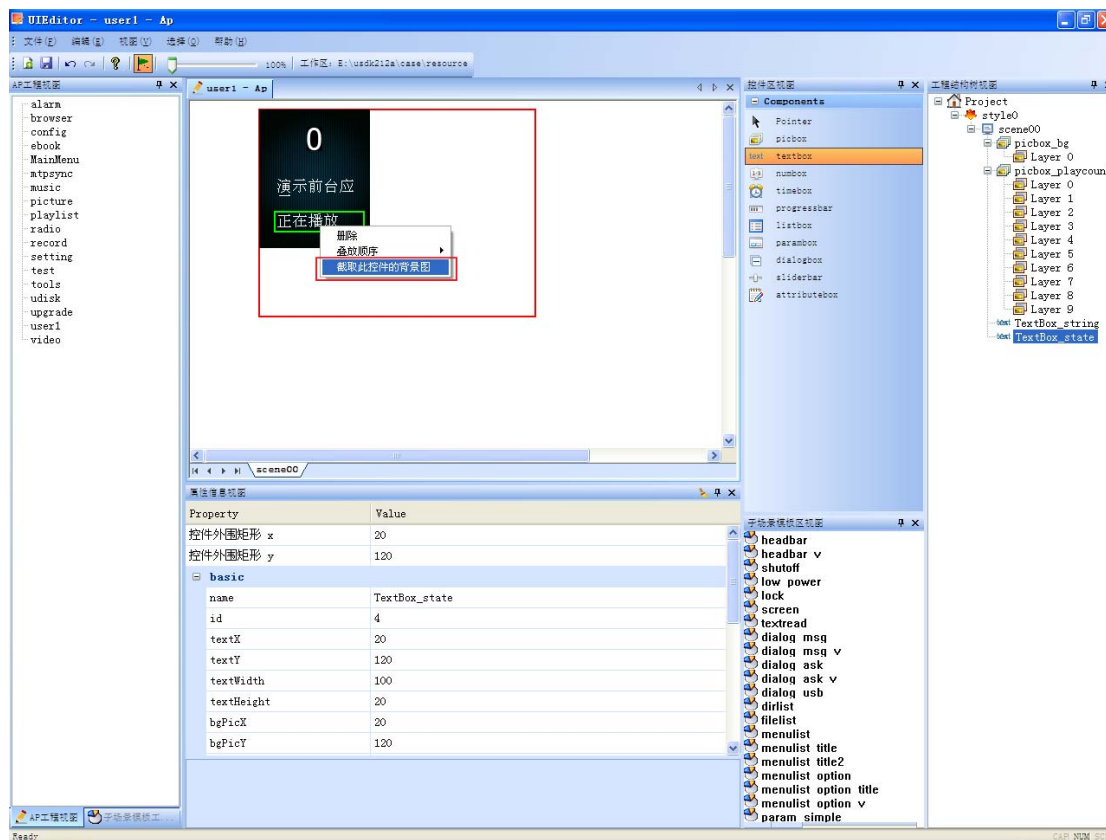 UIEditor - user1 - Ap
文件(F) 编辑(E) 视图(V) 选择(O) 帮助(H)
100% 工作区: E:\usdk212a\case\resource
AP工程视图
alarm
browser
config
ebook
MainMenu
mtpsync
music
picture
playlist
radio
record
setting
test
tools
udisk
upgrade
user1
video
AP工程视图
子场景模板工...
user1 - Ap
0
演示前台应
正在播放
删除
叠放顺序
截取此控件的背景图
scene00
属性信息视图
Property Value
控件外围矩形 x 20
控件外围矩形 y 120
basic
name TextBox_state
id 4
textX 20
textY 120
textWidth 100
textHeight 20
bgPicX 20
bgPicY 120
控件区视图
Components
Pointer
picbox
text textbox
numbox
timebox
progressbar
listbox
parambox
dialogbox
sliderbar
attributebox
子场景模板区视图
headbar
headbar v
shutoff
low power
lock
screen
textread
dialog msg
dialog msg v
dialog ask
dialog ask v
dialog usb
dirlist
filelist
menulist
menulist title
menulist title2
menulist option
menulist option title
menulist option v
param simple
工程结构树视图
Project
style0
scene00
picbox_bg
Layer 0
picbox_playcoun
Layer 0
Layer 1
Layer 2
Layer 3
Layer 4
Layer 5
Layer 6
Layer 7
Layer 8
Layer 9
text TextBox_string
text TextBox_state
Ready
CAP NUM SC